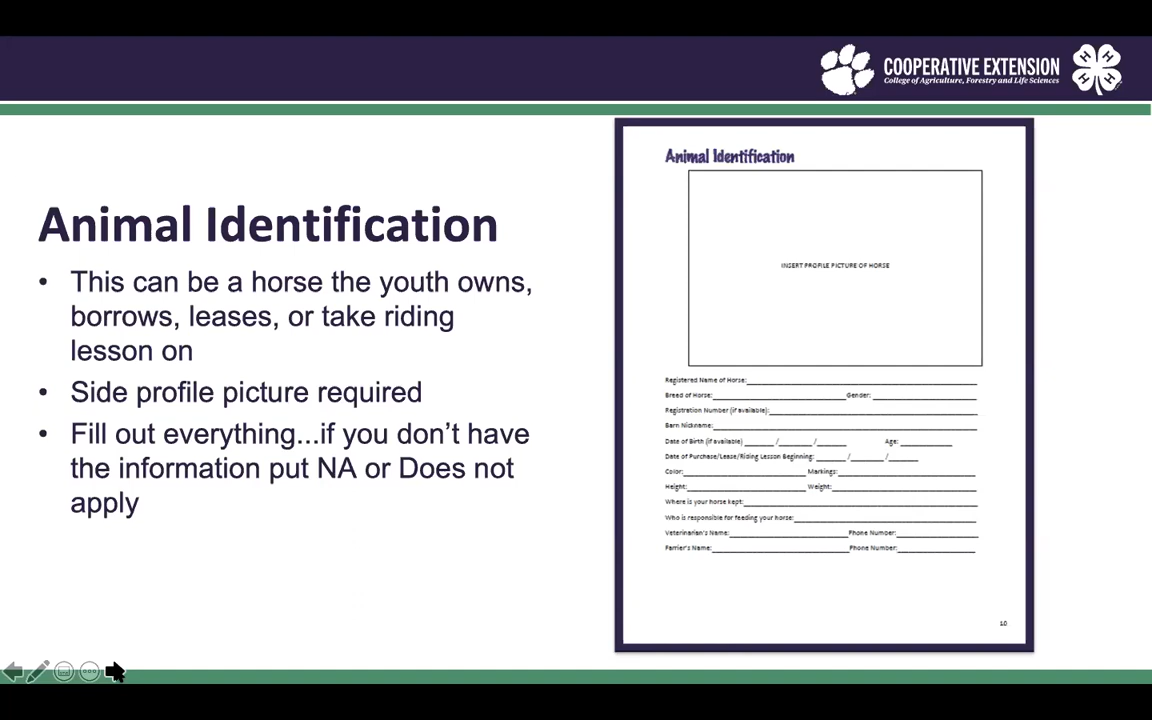 COOPERATIVE EXTENSION
College of Agriculture, Forestry and Life Sciences
H H
H H
Animal Identification
• This can be a horse the youth owns,
borrows, leases, or take riding
lesson on
• Side profile picture required
• Fill out everything...if you don’t have
the information put NA or Does not
apply
Animal Identification
INSERT PROFILE PICTURE OF HORSE
Registered Name of Horse:
Breed of Horse: Gender:
Registration Number (if available):
Barn Nickname:
Date of Birth (if available) / / Age:
Date of Purchase/Lease/Riding Lesson Beginning: / /
Color: Markings:
Height: Weight:
Where is your horse kept:
Who is responsible for feeding your horse:
Veterinarian's Name: Phone Number:
Farrier's Name: Phone Number:
10